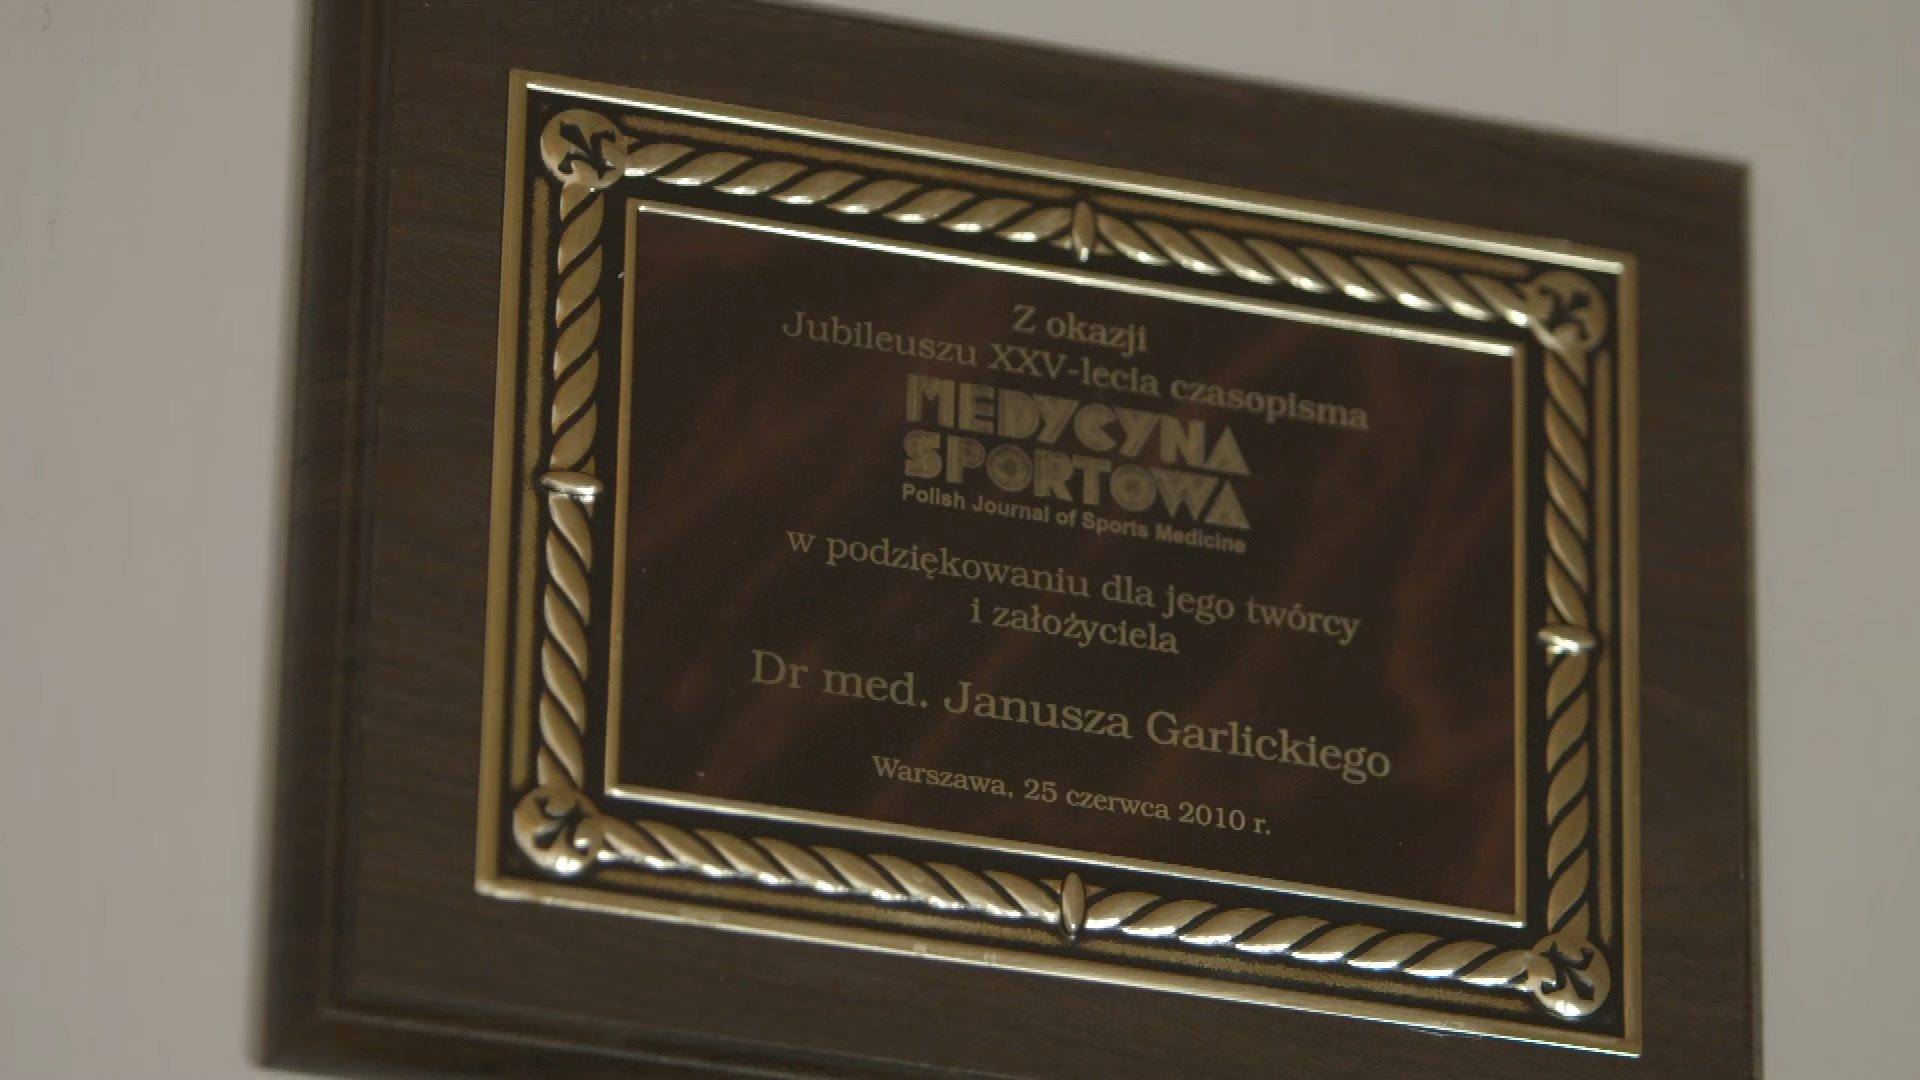 Z okazji
Jubileuszu XXV-lecia czasopisma
MEDYCYNA
SPORTOWA
Polish Journal of Sports Medicine
w podziękowaniu dla jego twórcy
i założyciela
Dr med. Janusza Garlickiego
Warszawa, 25 czerwca 2010 r.